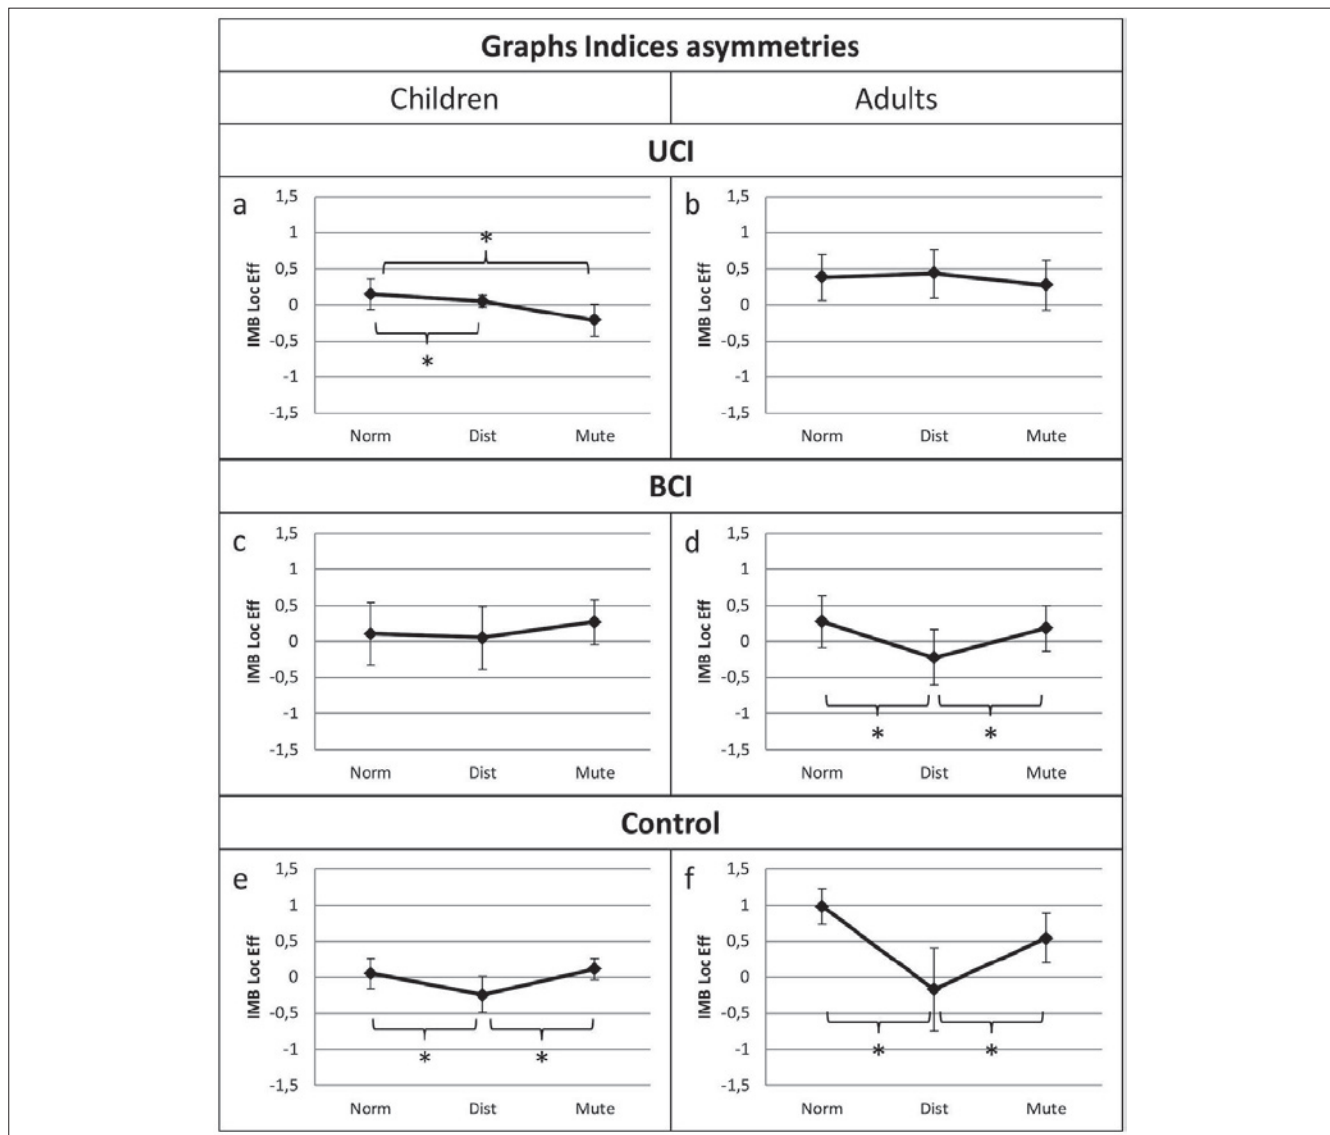 Graphs Indices asymmetries
Children Adults
UCI
a
IMB Loc Eff
1,5
1
0,5
0
-0,5
-1
-1,5
*
*
Norm Dist Mute
b
IMB Loc Eff
1,5
1
0,5
0
-0,5
-1
-1,5
Norm Dist Mute
BCI
c
IMB Loc Eff
1,5
1
0,5
0
-0,5
-1
-1,5
Norm Dist Mute
d
IMB Loc Eff
1,5
1
0,5
0
-0,5
-1
-1,5
* *
Norm Dist Mute
Control
e
IMB Loc Eff
1,5
1
0,5
0
-0,5
-1
-1,5
* *
Norm Dist Mute
f
IMB Loc Eff
1,5
1
0,5
0
-0,5
-1
-1,5
* *
Norm Dist Mute